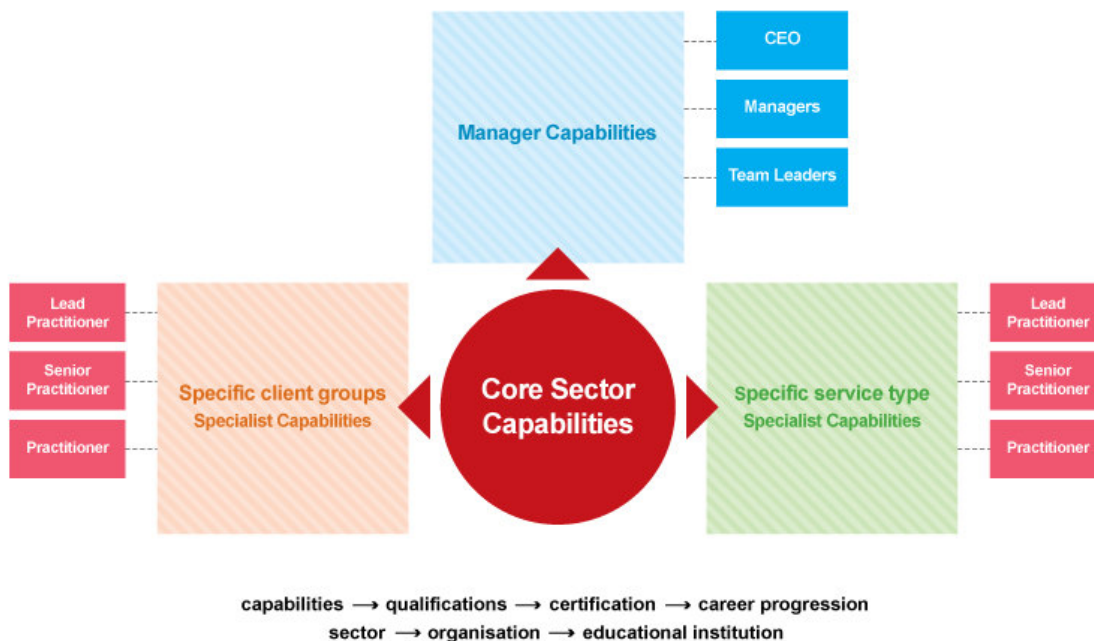 CEO
Managers
Team Leaders
Manager Capabilities
Lead
Practitioner
Senior
Practitioner
Practitioner
Specific client groups
Specialist Capabilities
Core Sector
Capabilities
Specific service type
Specialist Capabilities
Lead
Practitioner
Senior
Practitioner
Practitioner
capabilities → qualifications → certification → career progression
sector → organisation → educational institution